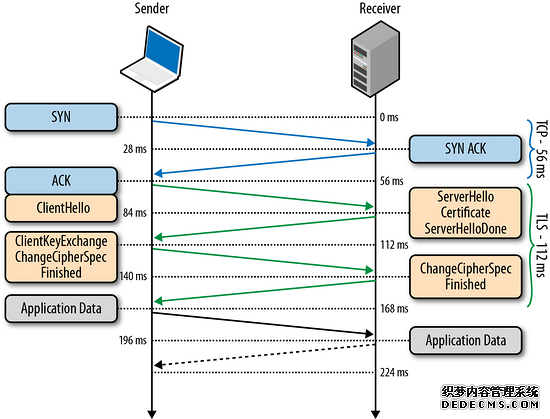 Sender
Receiver
SYN
0 ms
28 ms
SYN ACK
TCP - 56 ms
ACK
56 ms
ClientHello
84 ms
ServerHello
Certificate
ServerHelloDone
TLS - 112 ms
ClientKeyExchange
ChangeCipherSpec
Finished
112 ms
140 ms
ChangeCipherSpec
Finished
Application Data
168 ms
196 ms
Application Data
224 ms
织梦内容管理系统
DEDECMS.COM